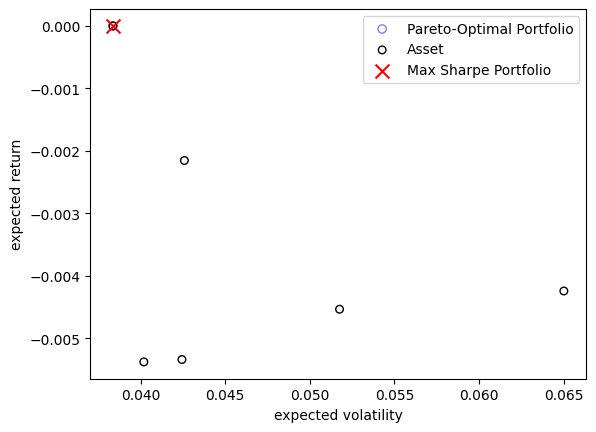 Pareto-Optimal Portfolio
Asset
Max Sharpe Portfolio
expected return
0.000
−0.001
−0.002
−0.003
−0.004
−0.005
0.040 0.045 0.050 0.055 0.060 0.065
expected volatility